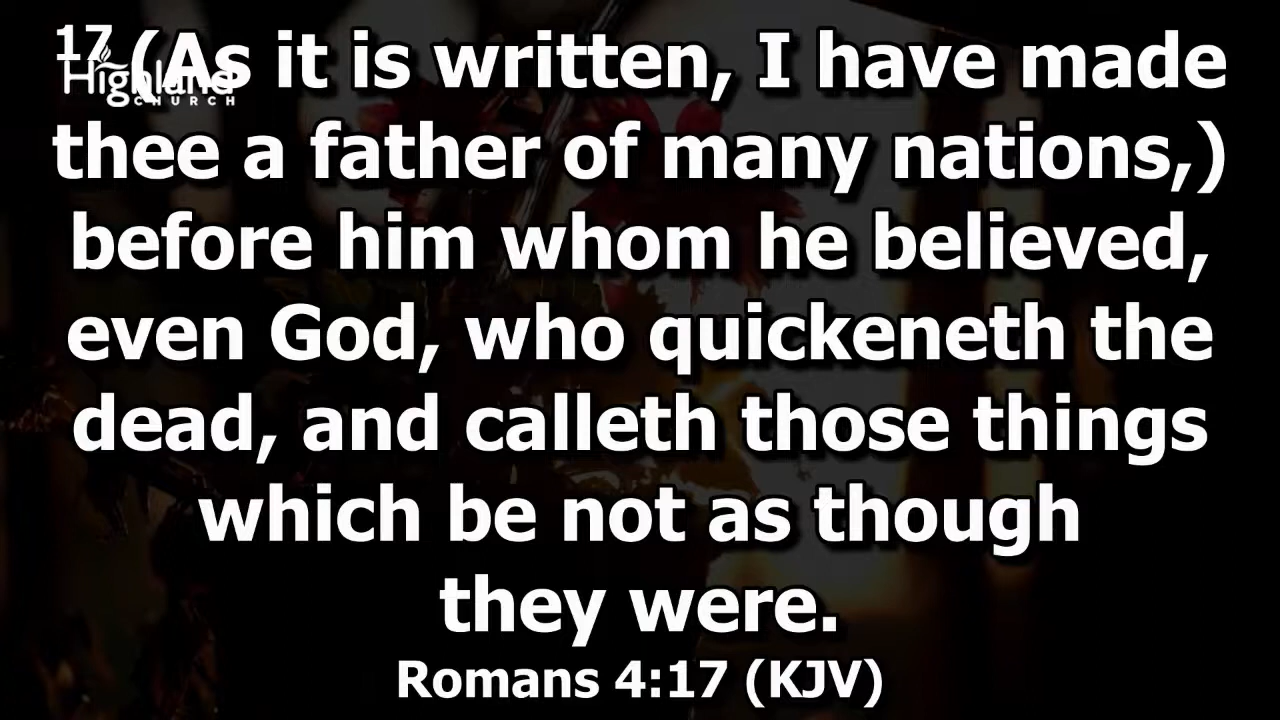 17 (As it is written, I have made
Highland
CHURCH
thee a father of many nations,)
before him whom he believed,
even God, who quickeneth the
dead, and calleth those things
which be not as though
they were.
Romans 4:17 (KJV)